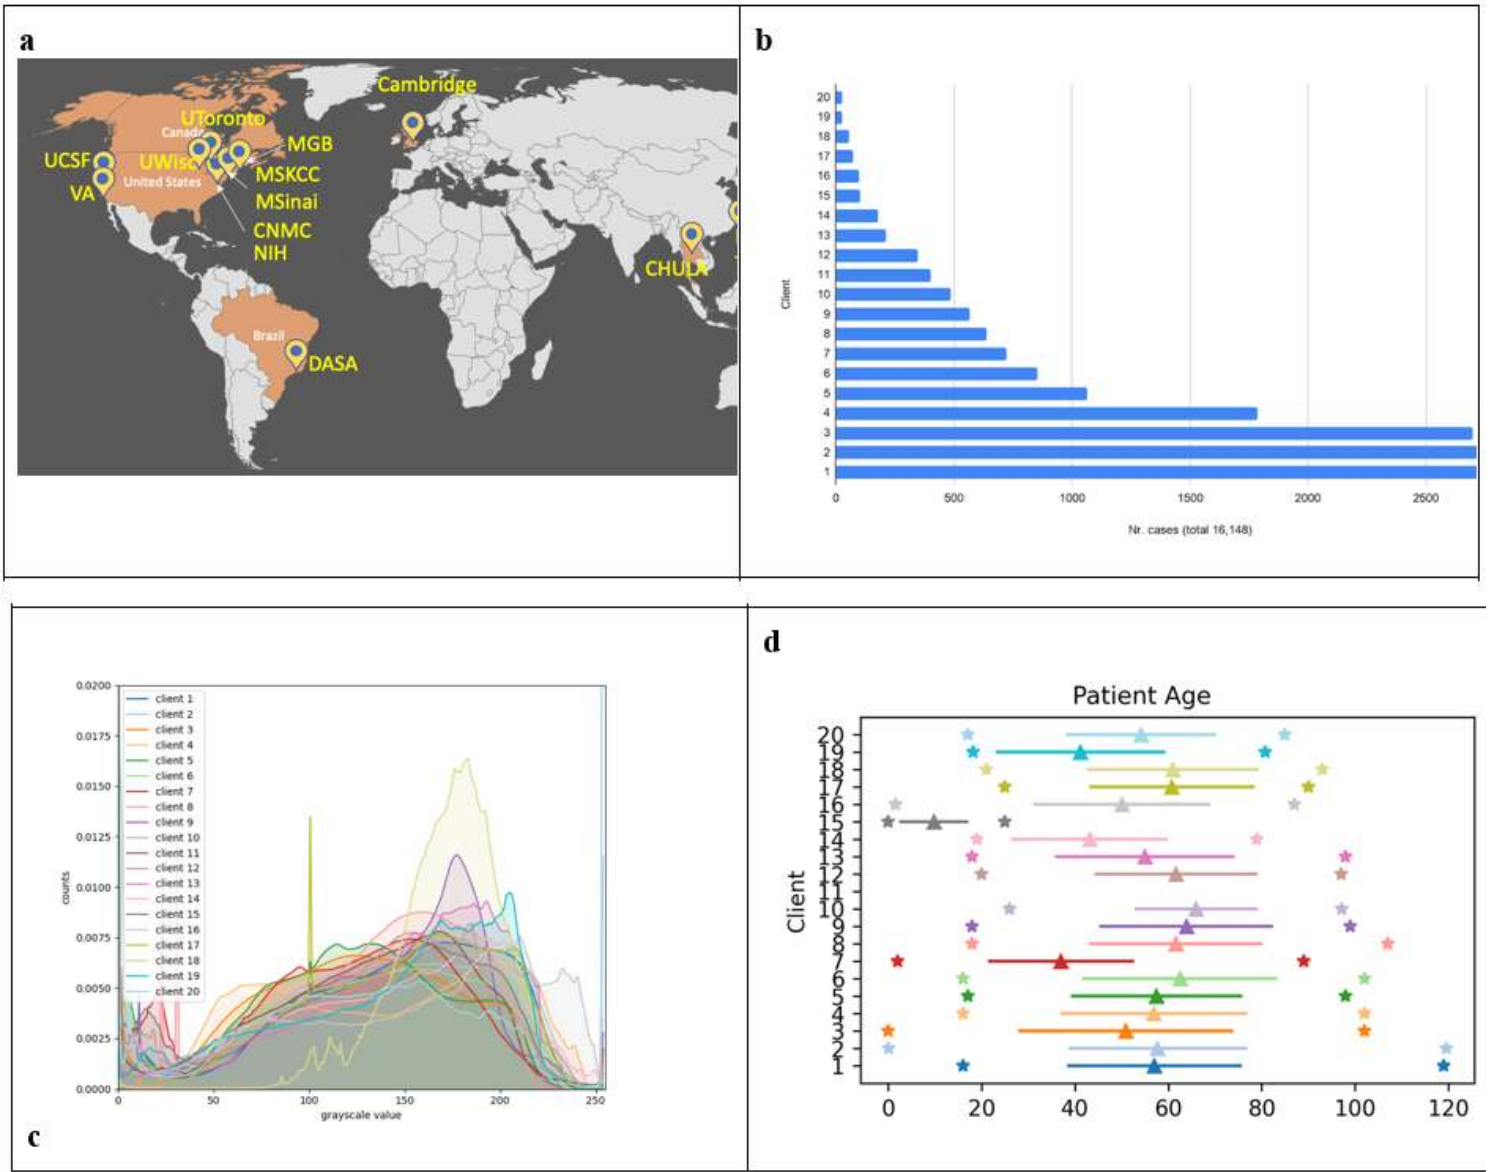 a
Cambridge
UToronto
Canada
MGB
UCSF
UWisc
MSKCC
United States
VA
MSinai
CNMC
NIH
CHULA
Brazil
DASA
b
20
19
18
17
16
15
14
13
12
11
10
9
8
7
6
5
4
3
2
1
Client
0 500 1000 1500 2000 2500
Nr. cases (total 16,148)
0.0200
0.0175
0.0150
0.0125
0.0100
0.0075
0.0050
0.0025
0.0000
counts
client 1
client 2
client 3
client 4
client 5
client 6
client 7
client 8
client 9
client 10
client 11
client 12
client 13
client 14
client 15
client 16
client 17
client 18
client 19
client 20
0 50 100 150 200 250
grayscale value
c
d
Patient Age
20
19
18
17
16
15
14
13
12
11
10
9
8
7
6
5
4
3
2
1
Client
0 20 40 60 80 100 120